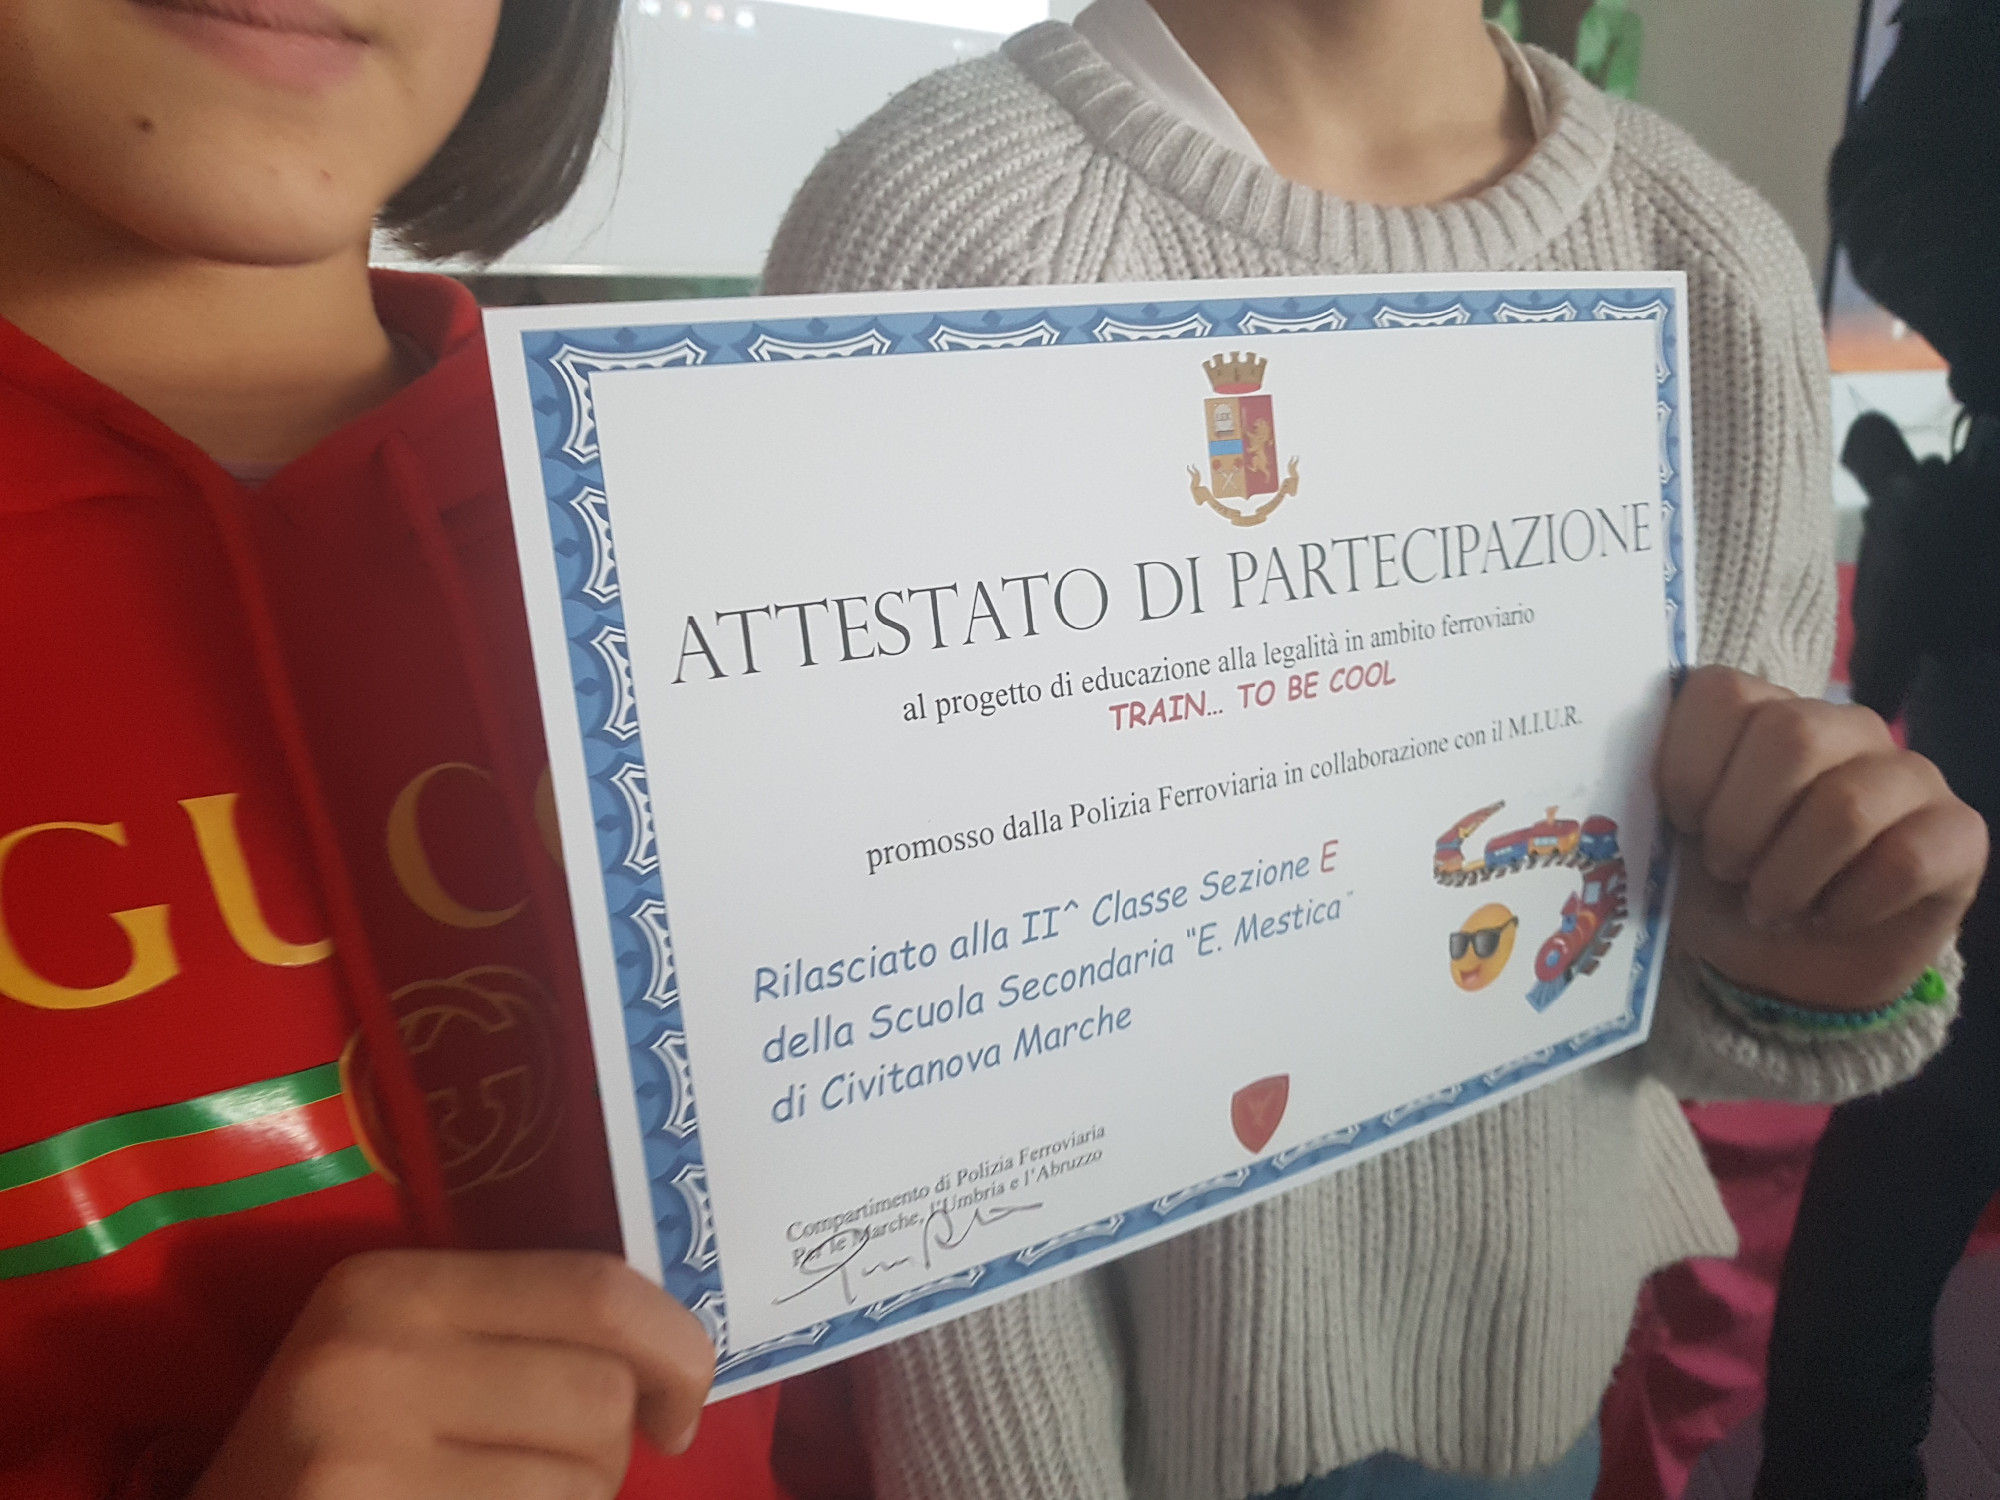 ATTESTATO DI PARTECIPAZIONE
al progetto di educazione alla legalità in ambito ferroviario
TRAIN... TO BE COOL
promosso dalla Polizia Ferroviaria in collaborazione con il M.I.U.R.
Rilasciato alla II^ Classe Sezione E
della Scuola Secondaria "E. Mestica"
di Civitanova Marche
Compartimento di Polizia Ferroviaria
Per le Marche, l'Umbria e l'Abruzzo
GUCC
LEX